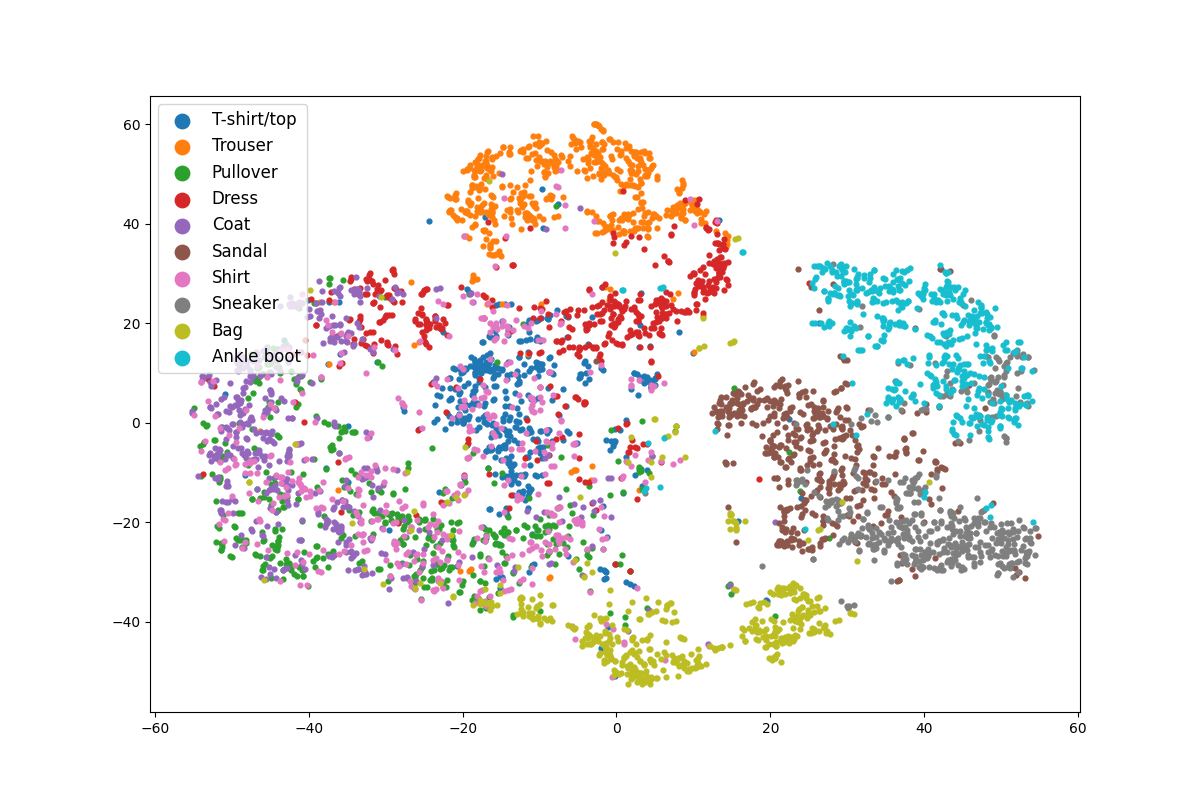 T-shirt/top
Trouser
Pullover
Dress
Coat
Sandal
Shirt
Sneaker
Bag
Ankle boot
60
40
20
0
−20
−40
−60 −40 −20 0 20 40 60